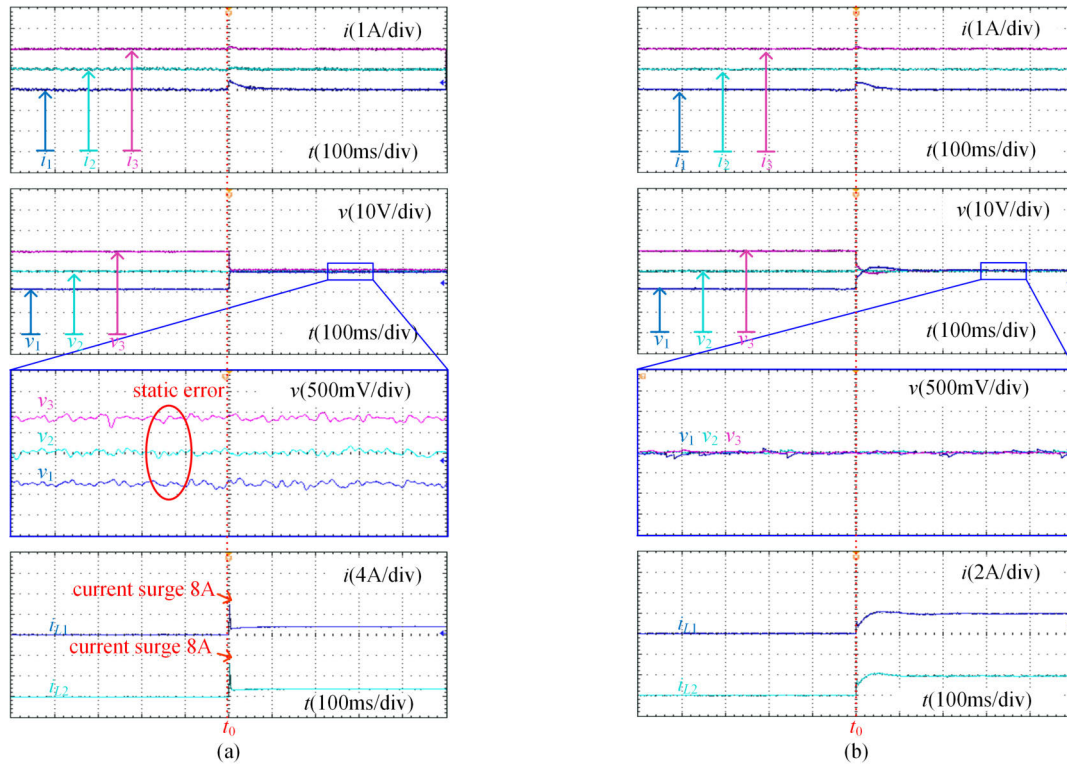 i(1A/div)
i1 i2 i3
t(100ms/div)
v(10V/div)
v1 v2 v3
t(100ms/div)
static error
v(500mV/div)
v3
v2
v1
i(4A/div)
current surge 8A
iL1
current surge 8A
iL2
t(100ms/div)
t0
(a)
i(1A/div)
i1 i2 i3
t(100ms/div)
v(10V/div)
v1 v2 v3
t(100ms/div)
v(500mV/div)
v1 v2 v3
i(2A/div)
iL1
iL2
t(100ms/div)
t0
(b)